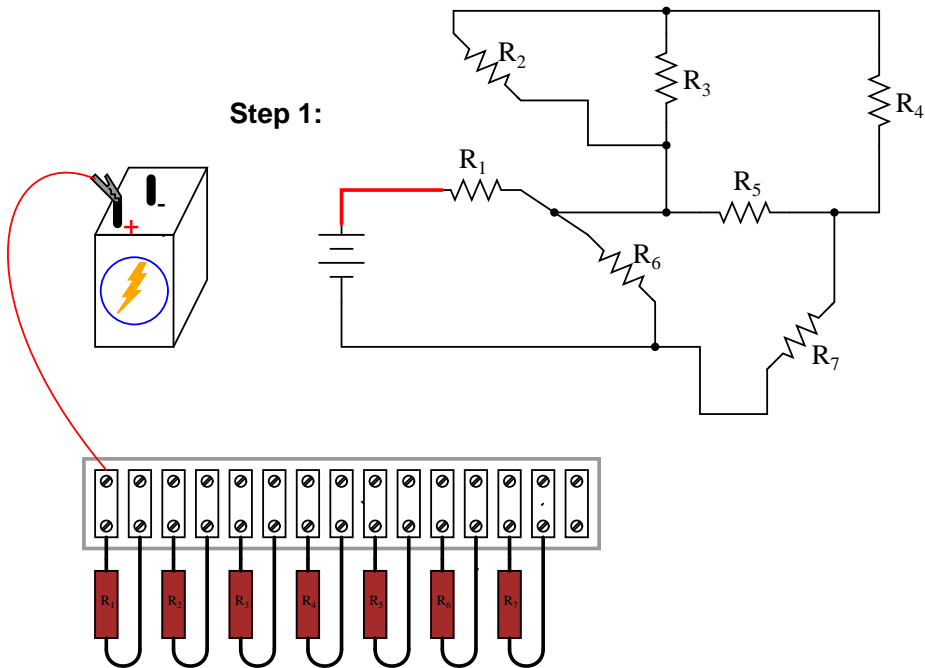 R₂
R₃
R₄
Step 1:
R₁
R₅
-
+
R₆
R₇
R₁ R₂ R₃ R₄ R₅ R₆ R₇